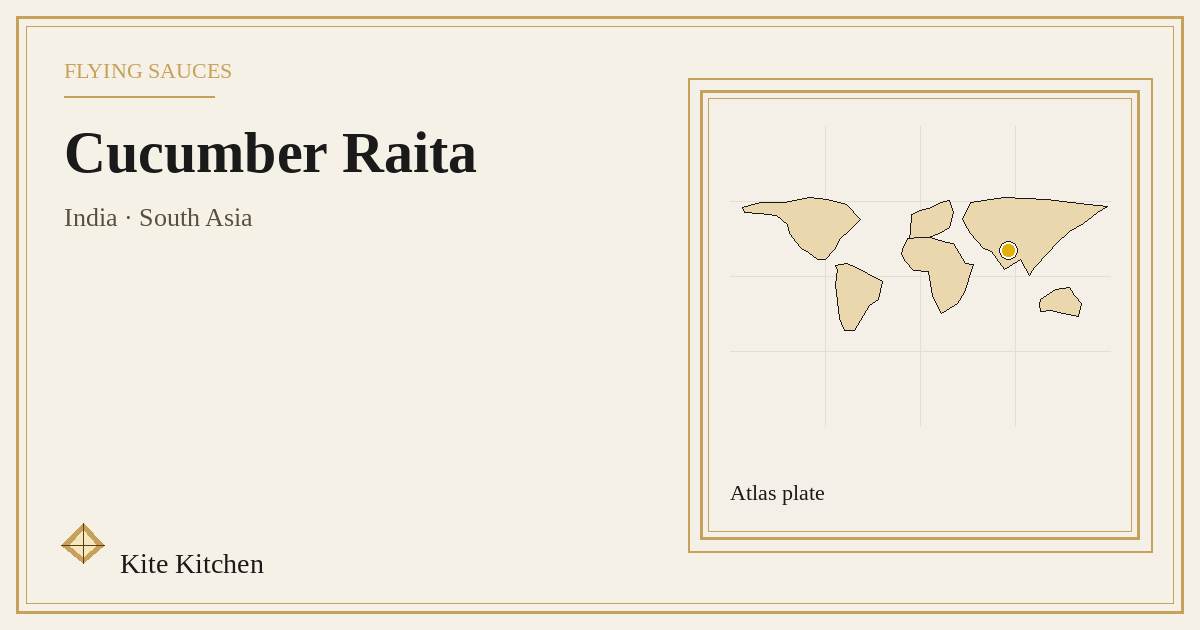 FLYING SAUCES
Cucumber Raita
India · South Asia
Atlas plate
Kite Kitchen